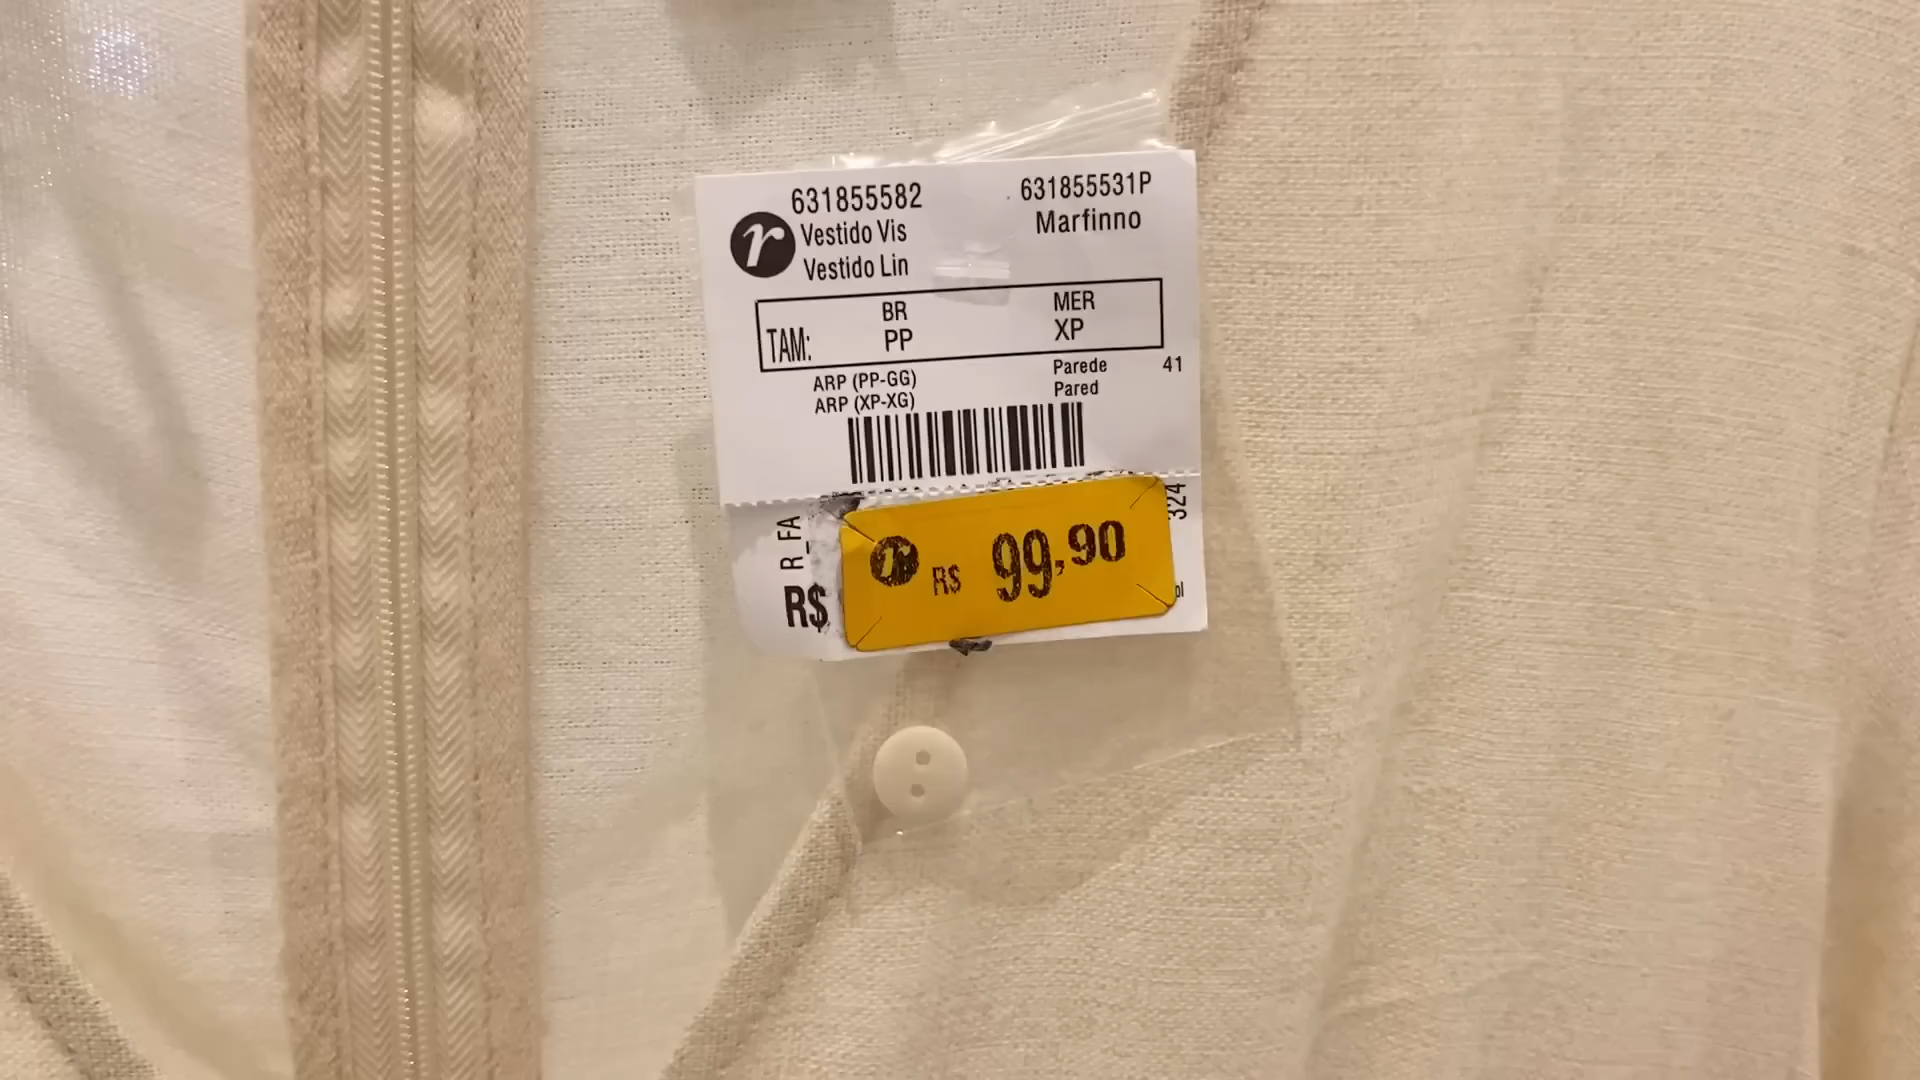 631855582 631855531P
r Vestido Vis Marfinno
Vestido Lin
BR MER
TAM: PP XP
ARP (PP-GG) Parede 41
ARP (XP-XG) Pared
R_FA
324
R$
r R$ 99,90